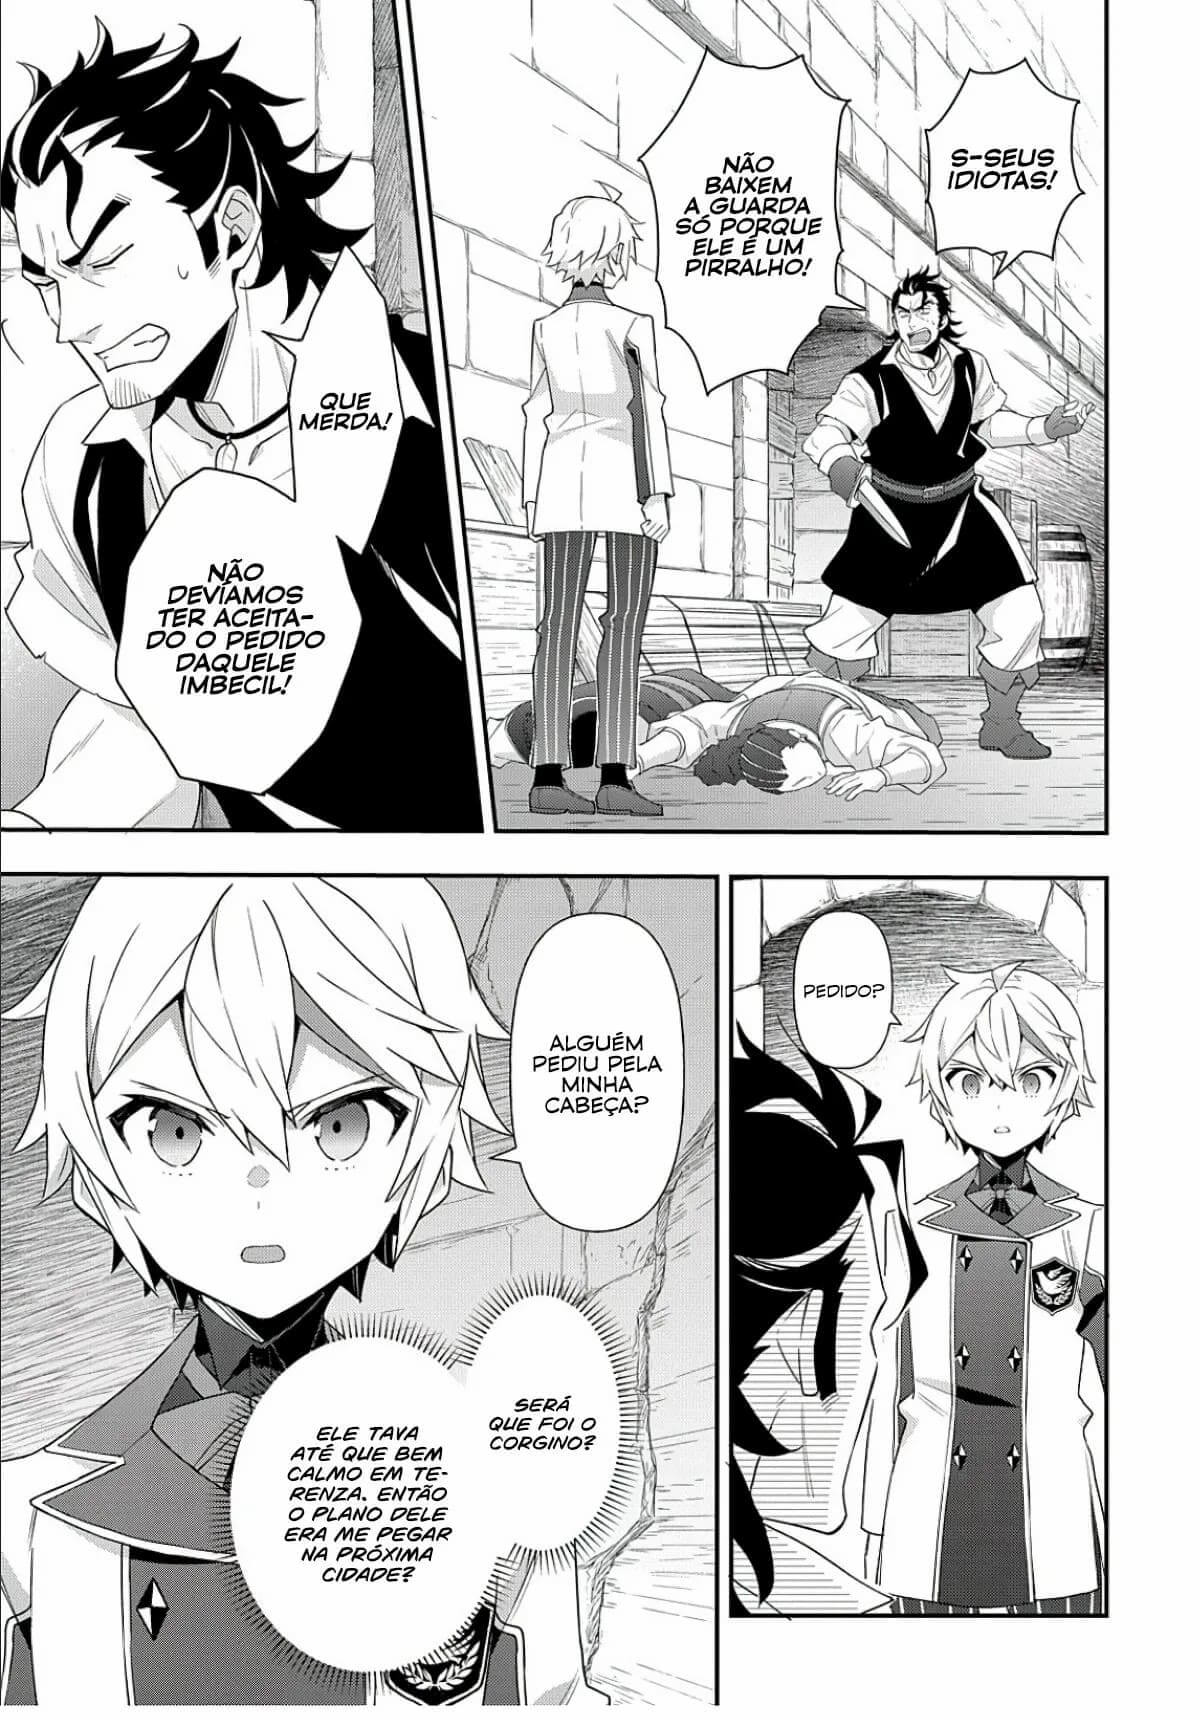 S-SEUS
IDIOTAS!
NÃO
BAIXEM
A GUARDA
SÓ PORQUE
ELE É UM
PIRRALHO!
QUE
MERDA!
NÃO
DEVÍAMOS
TER ACEITA-
DO O PEDIDO
DAQUELE
IMBECIL!
PEDIDO?
ALGUÉM
PEDIU PELA
MINHA
CABEÇA?
SERÁ
QUE FOI O
CORGINO?
ELE TAVA
ATÉ QUE BEM
CALMO EM TE-
RENZA. ENTÃO
O PLANO DELE
ERA ME PEGAR
NA PRÓXIMA
CIDADE?